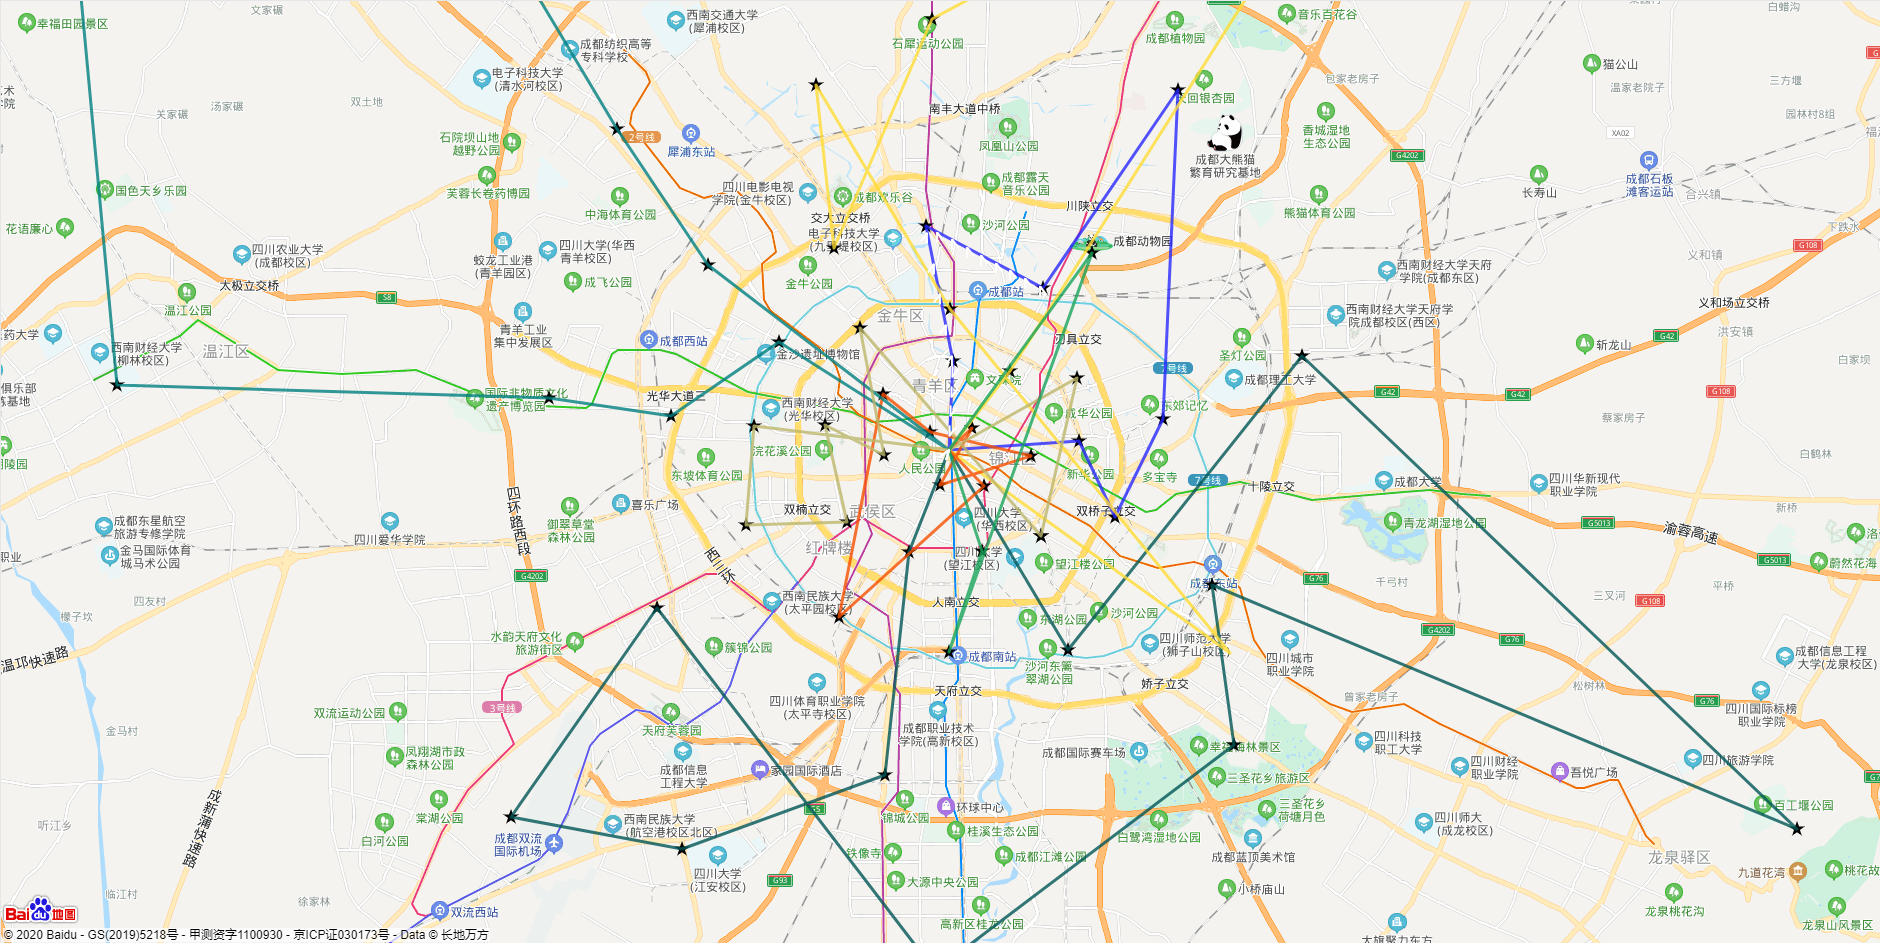 幸福田园景区
文家碾
西南交通大学
(犀浦校区)
石犀运动公园
成都植物园
音乐百花谷
白蜡沟
成都纺织高等
专科学校
电子科技大学
(清水河校区)
双土地
汤家碾
关家碾
南丰大道中桥
天回银杏园
包家老房子
猫公山
温家老院子
三方堰
园林村8组
石院坝山地
越野公园
2号线
犀浦东站
凤凰山公园
成都大熊猫
繁育研究基地
香城湿地
生态公园
G4202
XA02
成都石板
滩客运站
长寿山
合兴镇
国色天乡乐园
芙蓉长卷药博园
中海体育公园
四川电影电视
学院(金牛校区)
成都欢乐谷
成都露天
音乐公园
川陕立交
熊猫体育公园
下跌水
花语廉心
交大立交桥
电子科技大学
沙河公园
成都动物园
四川农业大学
(成都校区)
蛟龙工业港
(青羊园区)
四川大学(华西
青羊校区)
G108
义和镇
太极立交桥
成飞公园
金牛公园
成都站
西南财经大学天府
学院(成都东区)
S8
温江公园
青羊工业
集中发展区
金牛区
西南财经大学天府学
院成都校区(西区)
义和场立交桥
洪安镇
药大学
西南财经大学
(柳林校区)
温江区
成都西站
金沙遗址博物馆
刃具立交
圣灯公园
G42
斩龙山
白家坝
俱乐部
练基地
国际非物质文化
遗产博览园
光华大道三
西南财经大学
(光华校区)
青羊区
文殊院
7号线
成都理工大学
G42
G42
G108
成华公园
东郊记忆
蔡家房子
东坡体育公园
浣花溪公园
人民公园
锦江区
新华公园
多宝寺
白鹤林
四环路西段
喜乐广场
双楠立交
武侯区
四川大学
(华西校区)
双桥子立交
7号线
十陵立交
成都大学
四川华新现代
职业学院
新桥
成都东星航空
旅游专修学院
四川爱华学院
御翠草堂
森林公园
青龙湖湿地公园
G5013
渝蓉高速
金马国际体育
城马术公园
西三环
红牌楼
(望江校区)
望江楼公园
G5013
蔚然花海
G4202
G76
成都东站
千弓村
平桥
四友村
檬子坎
西南民族大学
(太平园校区)
人南立交
东湖公园
沙河公园
三叉河
G108
水韵天府文化
旅游街区
簇锦公园
成都南站
沙河东篱
翠湖公园
四川师范大学
(狮子山校区)
G4202
G76
四川城市
职业学院
成都信息工程
大学(龙泉校区)
温邛快速路
四川体育职业学院
(太平寺校区)
天府立交
娇子立交
松树林
曾家老房子
G76
四川国际标榜
职业学院
3号线
双流运动公园
天府芙蓉园
成都职业技术
学院(高新校区)
金马村
凤翔湖市政
森林公园
成都信息
工程大学
家园国际酒店
成都国际赛车场
幸福梅林景区
四川科技
职工大学
三圣花乡旅游区
四川财经
职业学院
吾悦广场
四川旅游学院
成新蒲快速路
棠湖公园
环球中心
锦城公园
三圣花乡
荷塘月色
百工堰公园
听江乡
白河公园
成都双流
国际机场
西南民族大学
(航空港校区北区)
桂溪生态公园
白鹭湾湿地公园
四川师大
(成龙校区)
铁像寺
成都江滩公园
成都蓝顶美术馆
龙泉驿区
四川大学
(江安校区)
G93
大源中央公园
小桥庙山
九道花湾
桃花故
临江村
徐家林
双流西站
高新区桂龙公园
龙泉桃花沟
龙泉山风景区
Bai du 地图
© 2020 Baidu - GS(2019)5218号 - 甲测资字1100930 - 京ICP证030173号 - Data © 长地万方